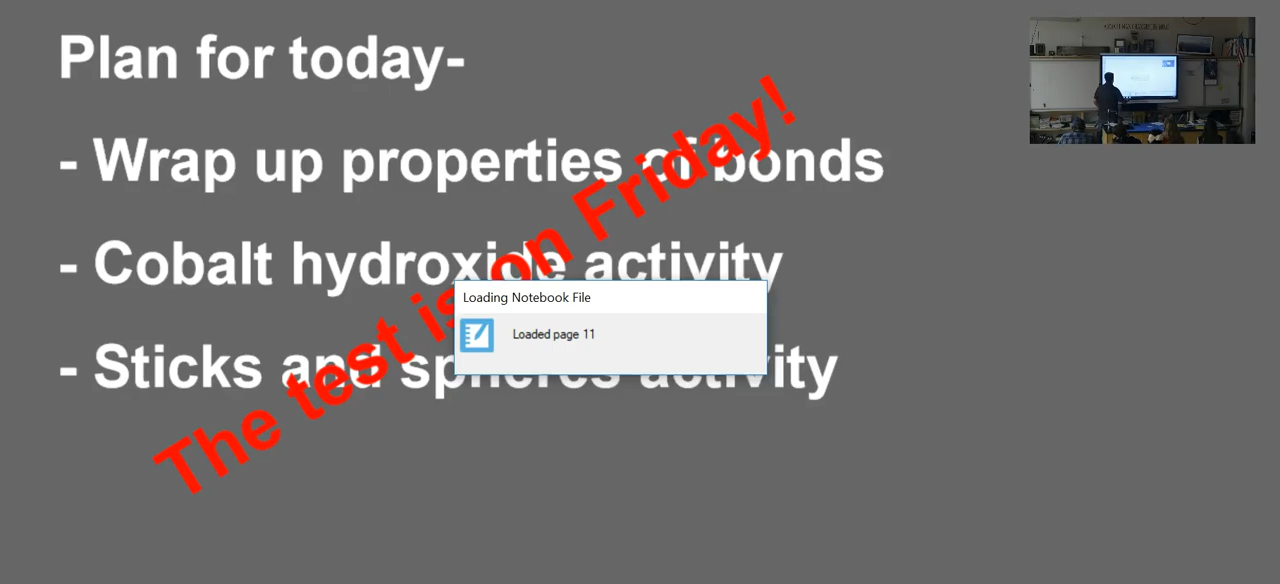 Plan for today-
- Wrap up properties of bonds
- Cobalt hydroxide activity
- Sticks and spheres activity
The test is on Friday!
Loading Notebook File
Loaded page 11